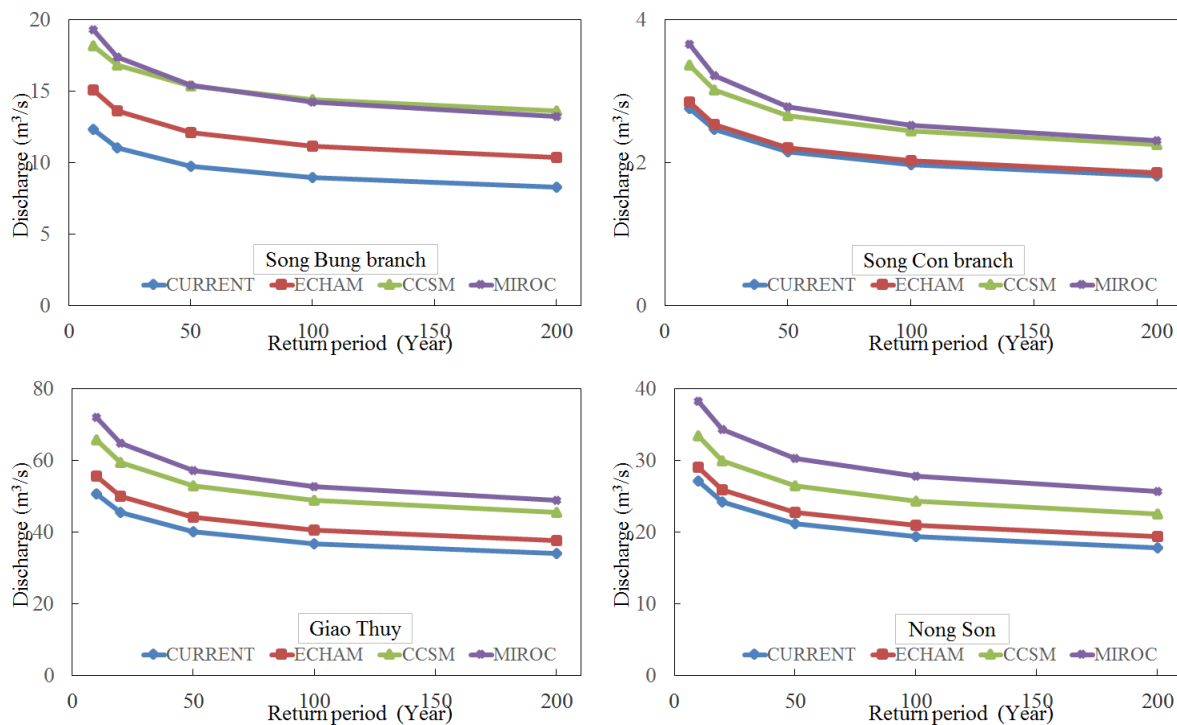 20
15
10
5
0
Discharge (m³/s)
Song Bung branch
CURRENT ECHAM CCSM MIROC
0 50 100 150 200
Return period (Year)
4
2
0
Discharge (m³/s)
Song Con branch
CURRENT ECHAM CCSM MIROC
0 50 100 150 200
Return period (Year)
80
60
40
20
0
Discharge (m³/s)
Giao Thuy
CURRENT ECHAM CCSM MIROC
0 50 100 150 200
Return period (Year)
40
30
20
10
0
Discharge (m³/s)
Nong Son
CURRENT ECHAM CCSM MIROC
0 50 100 150 200
Return period (Year)